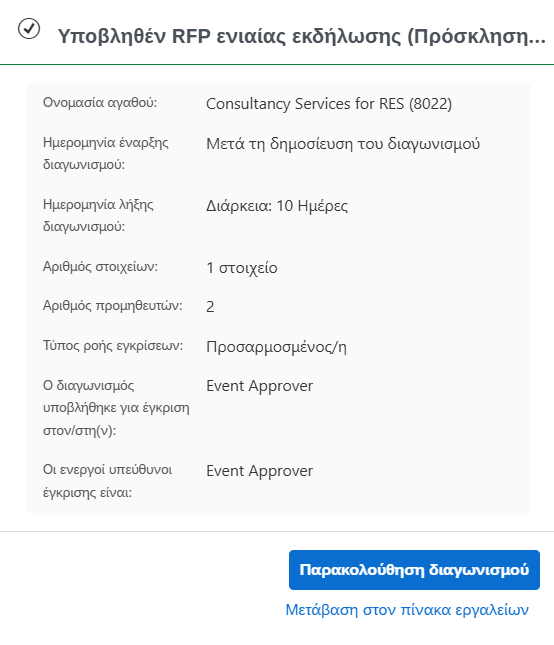 Υποβληθέν RFP ενιαίας εκδήλωσης (Πρόσκληση...
Ονομασία αγαθού: Consultancy Services for RES (8022)
Ημερομηνία έναρξης διαγωνισμού: Μετά τη δημοσίευση του διαγωνισμού
Ημερομηνία λήξης διαγωνισμού: Διάρκεια: 10 Ημέρες
Αριθμός στοιχείων: 1 στοιχείο
Αριθμός προμηθευτών: 2
Τύπος ροής εγκρίσεων: Προσαρμοσμένος/η
Ο διαγωνισμός υποβλήθηκε για έγκριση στον/στη(ν): Event Approver
Οι ενεργοί υπεύθυνοι έγκρισης είναι: Event Approver
Παρακολούθηση διαγωνισμού
Μετάβαση στον πίνακα εργαλείων